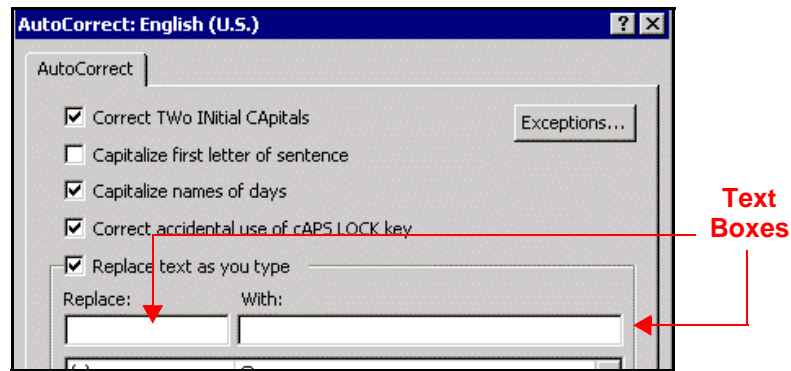 AutoCorrect: English (U.S.)
AutoCorrect
Correct TWo INitial CApitals
Exceptions...
Capitalize first letter of sentence
Capitalize names of days
Correct accidental use of cAPS LOCK key
Text
Boxes
Replace text as you type
Replace: With: